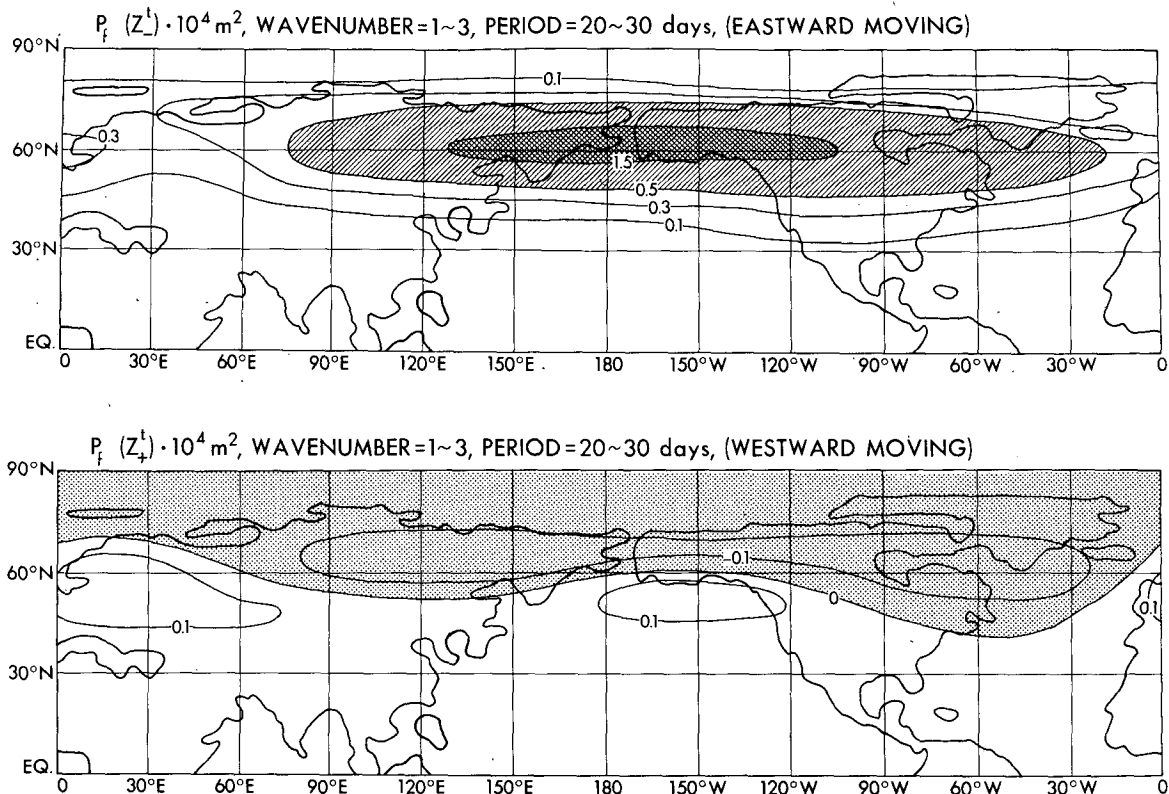 P_f (Z_-^t) · 10^4 m^2, WAVENUMBER=1~3, PERIOD=20~30 days, (EASTWARD MOVING)
90°N
0.1
0.3
60°N
1.5
0.5
0.3
0.1
30°N
EQ.
0 30°E 60°E 90°E 120°E 150°E 180 150°W 120°W 90°W 60°W 30°W 0
P_f (Z_+^t) · 10^4 m^2, WAVENUMBER=1~3, PERIOD=20~30 days, (WESTWARD MOVING)
90°N
-0.1
60°N
0
0.1 0.1 0.1
30°N
EQ.
0 30°E 60°E 90°E 120°E 150°E 180 150°W 120°W 90°W 60°W 30°W 0